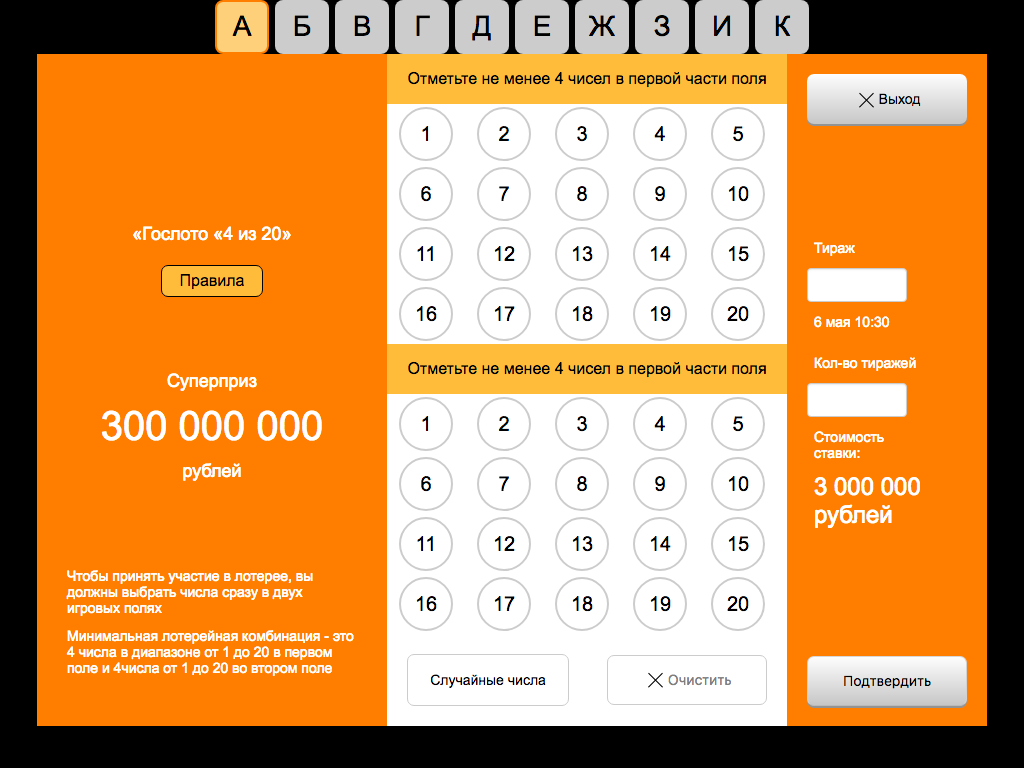 А Б В Г Д Е Ж З И К
«Гослото «4 из 20»
Правила
Суперприз
300 000 000
рублей
Чтобы принять участие в лотерее, вы
должны выбрать числа сразу в двух
игровых полях
Минимальная лотерейная комбинация - это
4 числа в диапазоне от 1 до 20 в первом
поле и 4числа от 1 до 20 во втором поле
Отметьте не менее 4 чисел в первой части поля
1 2 3 4 5
6 7 8 9 10
11 12 13 14 15
16 17 18 19 20
Отметьте не менее 4 чисел в первой части поля
1 2 3 4 5
6 7 8 9 10
11 12 13 14 15
16 17 18 19 20
Случайные числа
Очистить
Выход
Тираж
6 мая 10:30
Кол-во тиражей
Стоимость
ставки:
3 000 000
рублей
Подтвердить